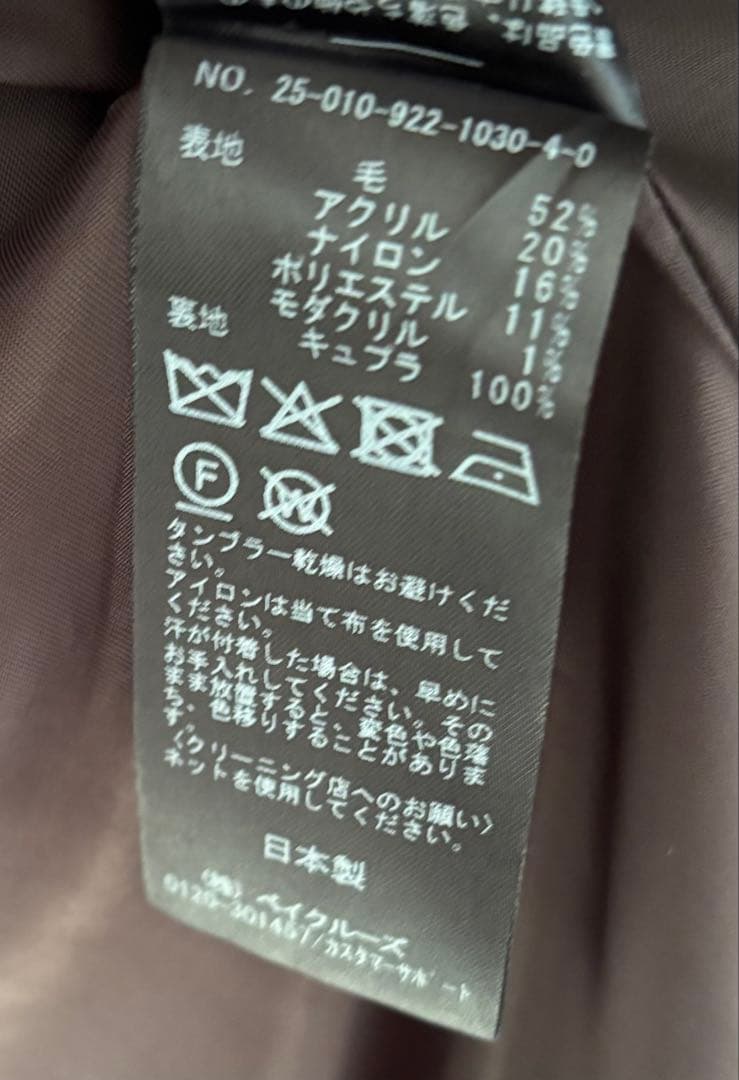 NO. 25-010-922-1030-4-0
表地
毛 52%
アクリル 20%
ナイロン 16%
ポリエステル 11%
モダクリル 1%
裏地 キュプラ 100%
F
W
タンブラー乾燥はお避けくだ
さい。
アイロンは当て布を使用して
ください。
汗が付着した場合は、早めに
お手入れしてください。その
まま放置すると、変色や色落
ち、色移りすることがありま
す。
〈クリーニング店へのお願い〉
ネットを使用してください。
日本製
(株) ベイクルーズ
/カスタマーサポート